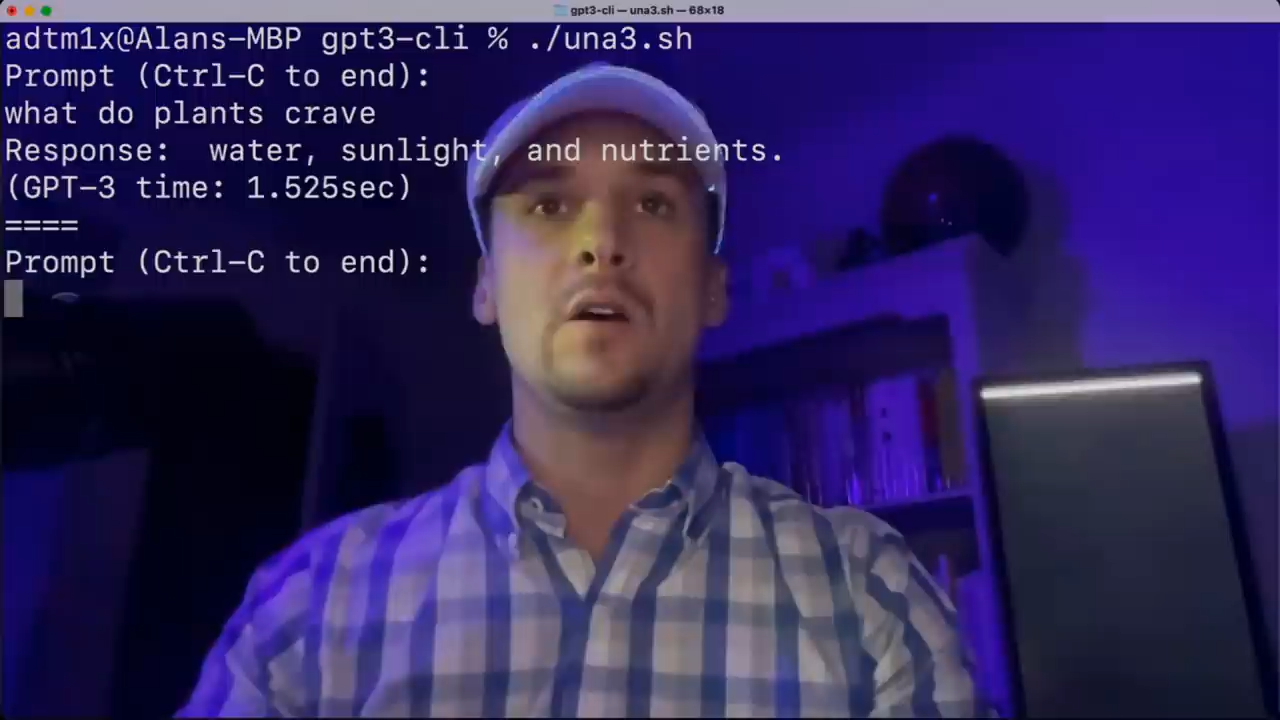 gpt3-cli — una3.sh — 68×18
adtm1x@Alans-MBP gpt3-cli % ./una3.sh
Prompt (Ctrl-C to end):
what do plants crave
Response:  water, sunlight, and nutrients.
(GPT-3 time: 1.525sec)
====
Prompt (Ctrl-C to end):